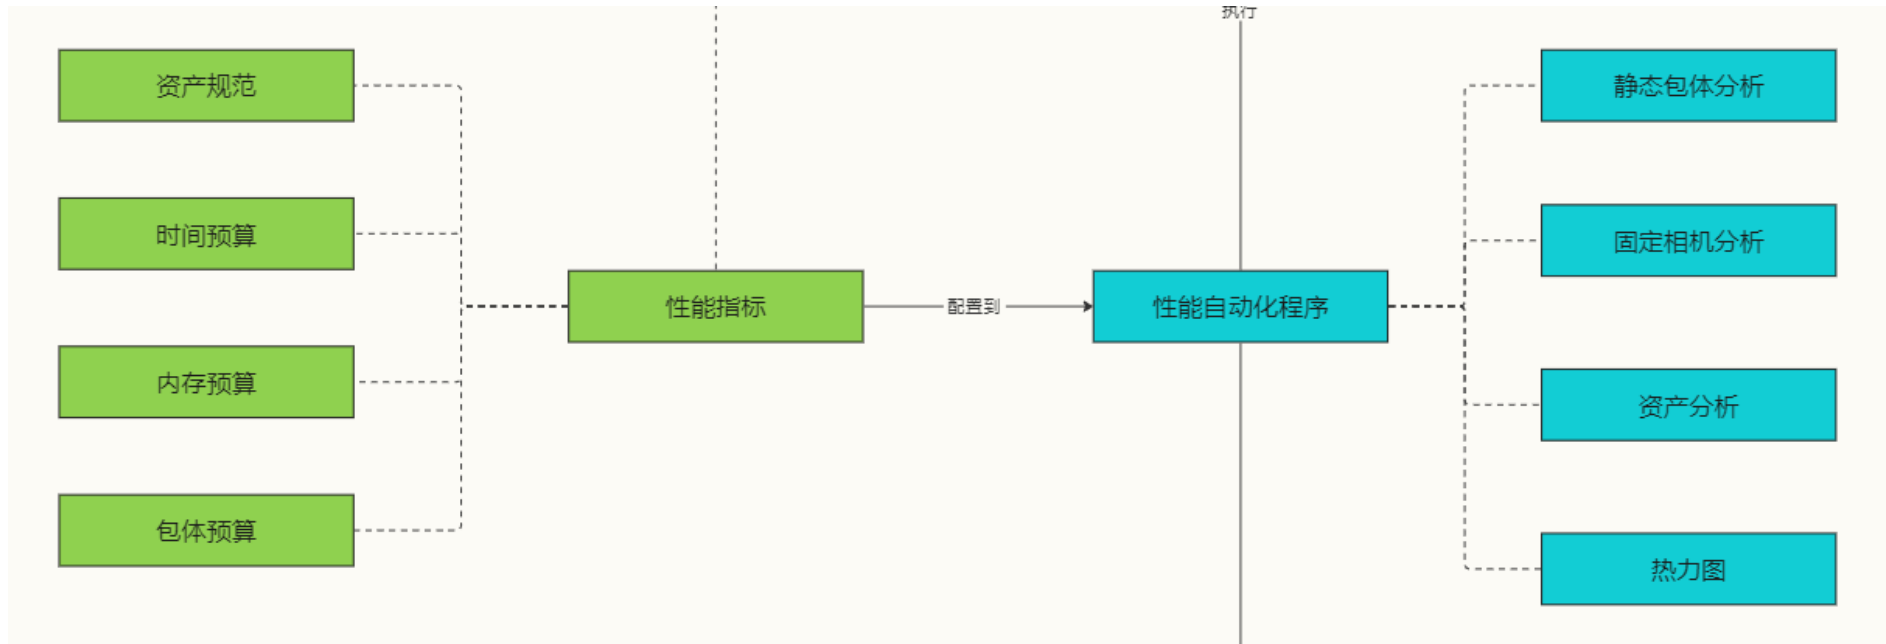 执行
资产规范
时间预算
内存预算
包体预算
性能指标
配置到
性能自动化程序
静态包体分析
固定相机分析
资产分析
热力图